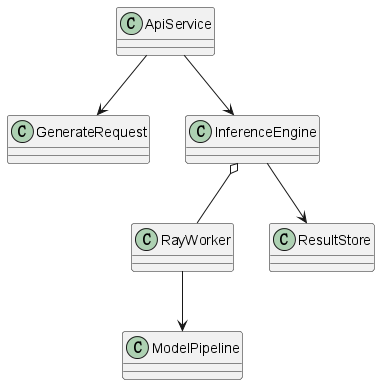 C ApiService
C GenerateRequest
C InferenceEngine
C RayWorker
C ResultStore
C ModelPipeline